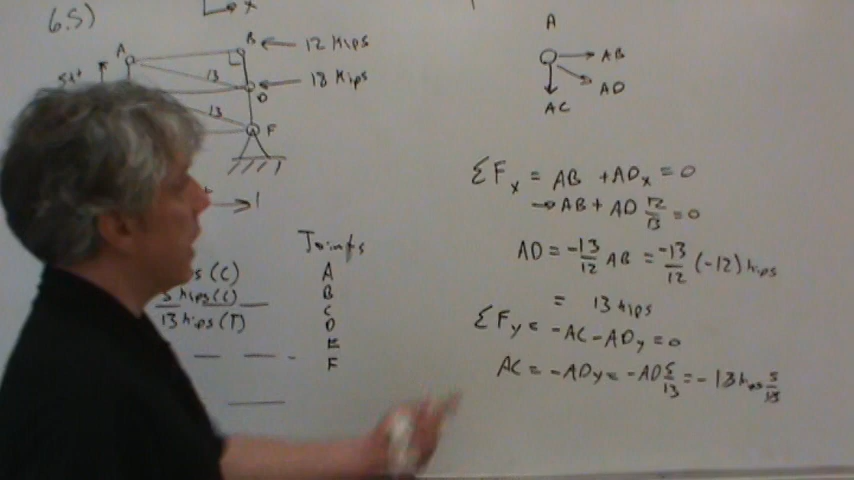 6.5)
x
A
B
12 Kips
5ft
13
18 Kips
D
13
F
s (C)
5 kips(C)
13 kips(T)
Joints
A
B
C
D
E
F
A
AB
AD
AC
ΣFx = AB + ADx = 0
→ AB + AD 12/13 = 0
AD = -13/12 AB = -13/12 (-12) kips
= 13 kips
ΣFy = -AC - ADy = 0
AC = -ADy = -AD 5/13 = -13 kips 5/13